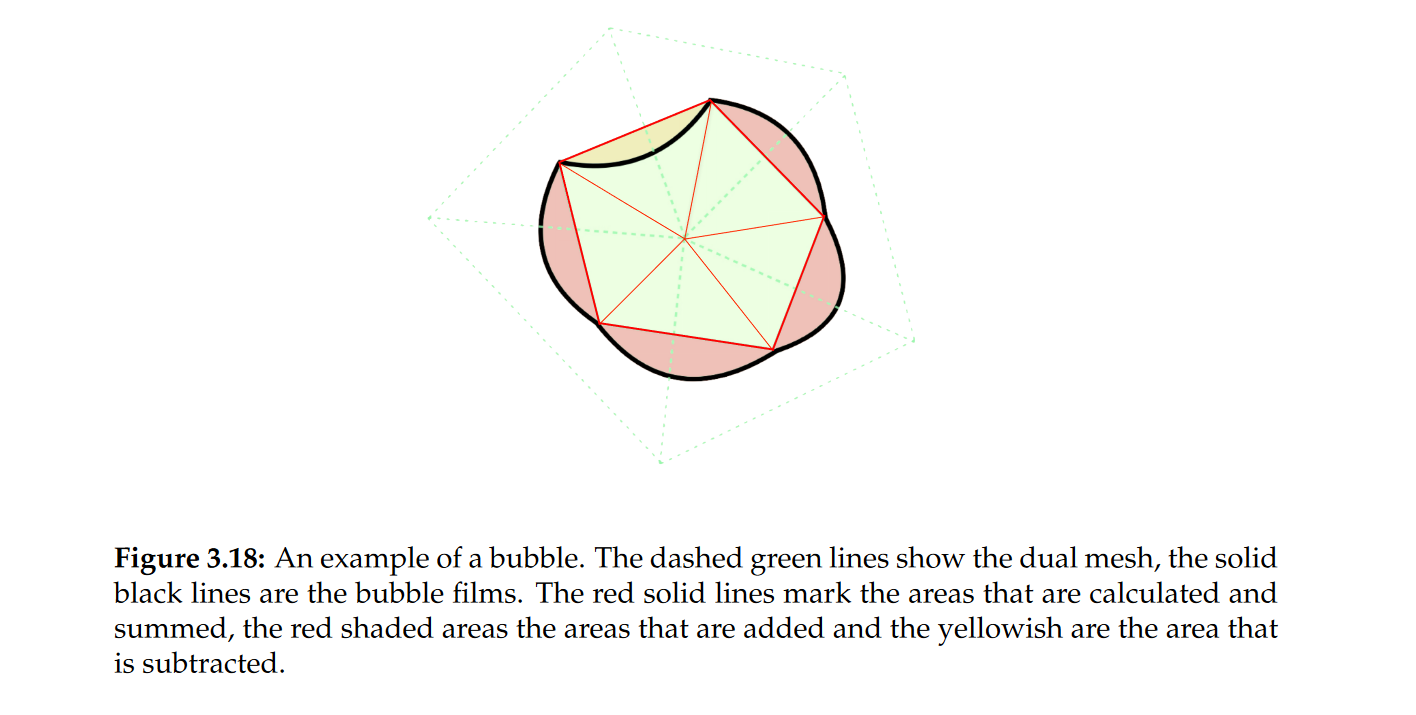 Figure 3.18: An example of a bubble. The dashed green lines show the dual mesh, the solid
black lines are the bubble films. The red solid lines mark the areas that are calculated and
summed, the red shaded areas the areas that are added and the yellowish are the area that
is subtracted.